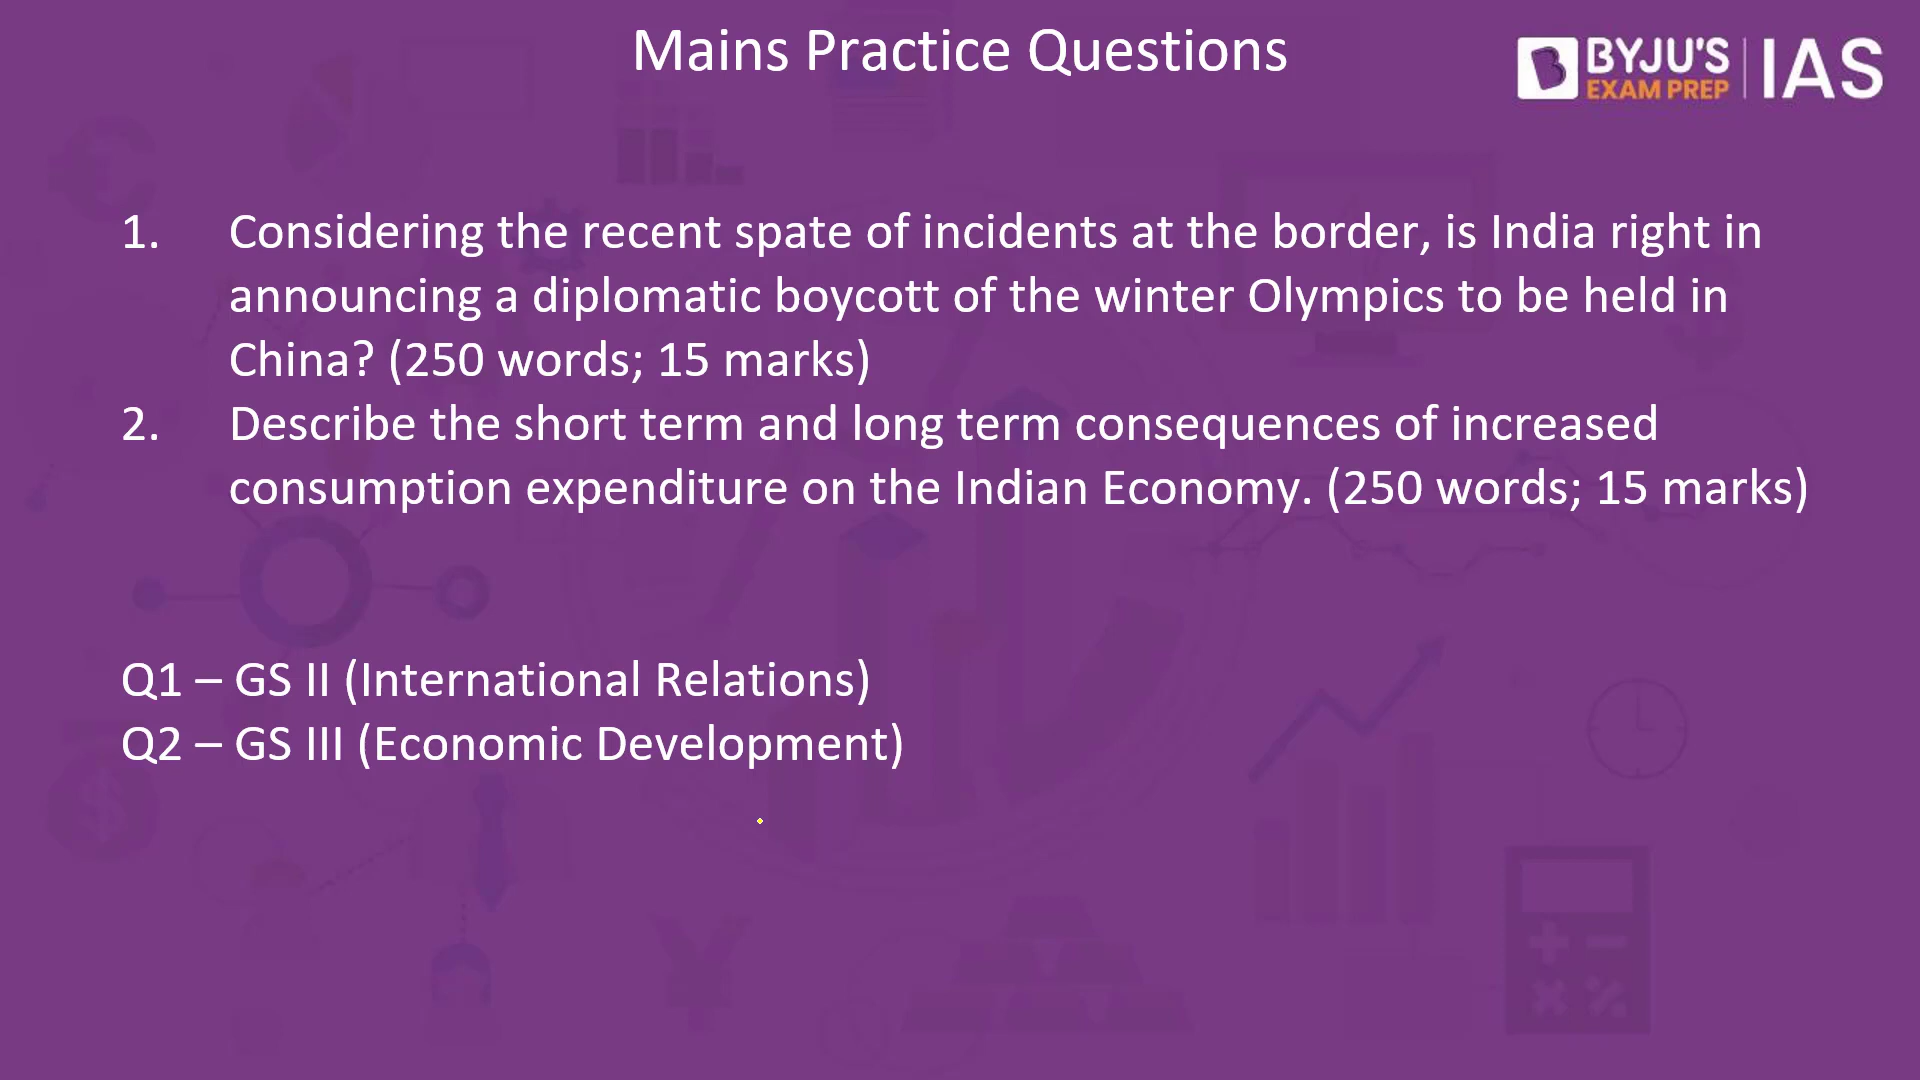 Mains Practice Questions
BYJU'S
EXAM PREP
IAS
1. Considering the recent spate of incidents at the border, is India right in
announcing a diplomatic boycott of the winter Olympics to be held in
China? (250 words; 15 marks)
2. Describe the short term and long term consequences of increased
consumption expenditure on the Indian Economy. (250 words; 15 marks)
Q1 – GS II (International Relations)
Q2 – GS III (Economic Development)